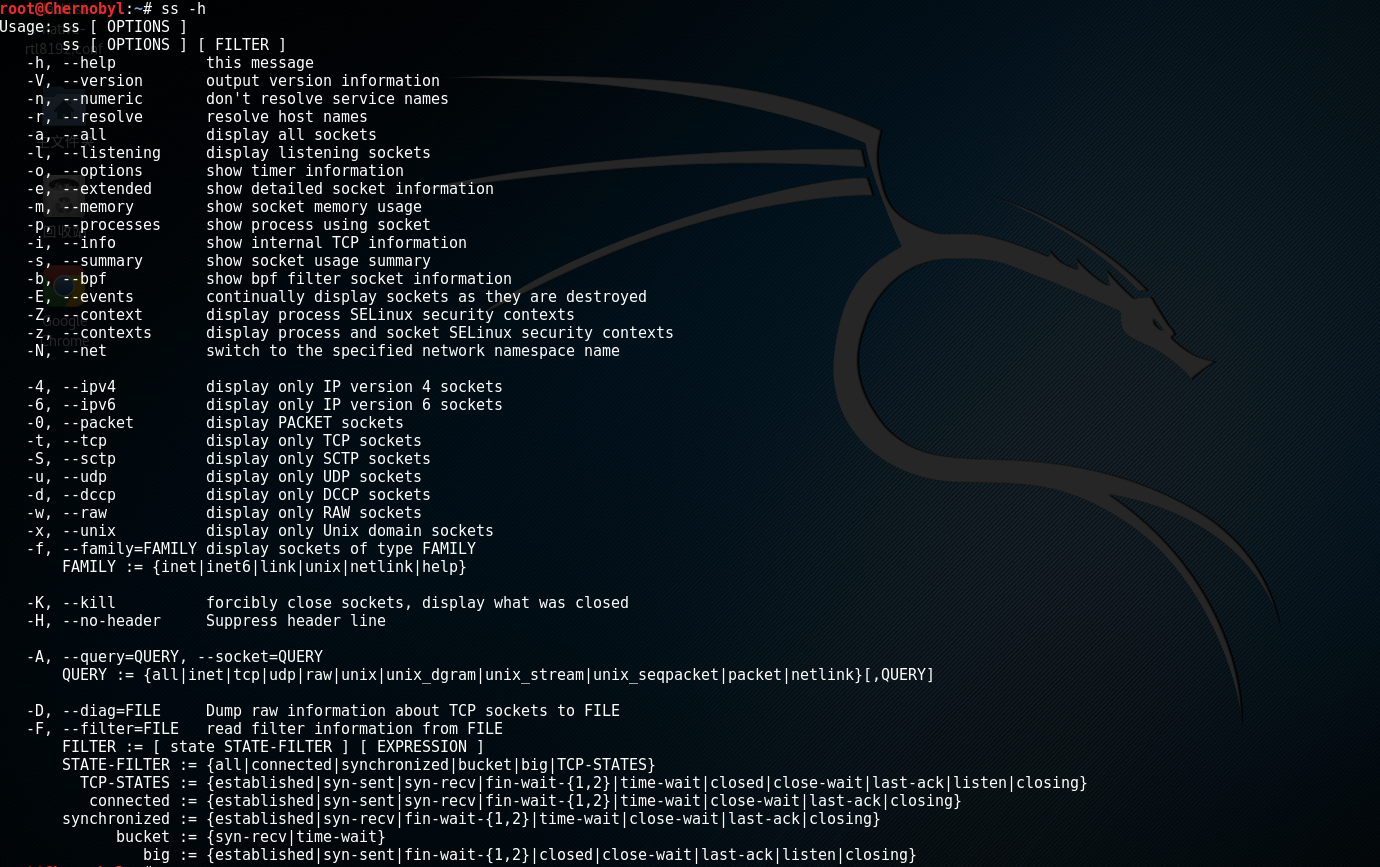 root@Chernobyl:~# ss -h
Usage: ss [ OPTIONS ]
       ss [ OPTIONS ] [ FILTER ]
   -h, --help          this message
   -V, --version       output version information
   -n, --numeric       don't resolve service names
   -r, --resolve       resolve host names
   -a, --all           display all sockets
   -l, --listening     display listening sockets
   -o, --options       show timer information
   -e, --extended      show detailed socket information
   -m, --memory        show socket memory usage
   -p, --processes     show process using socket
   -i, --info          show internal TCP information
   -s, --summary       show socket usage summary
   -b, --bpf           show bpf filter socket information
   -E, --events        continually display sockets as they are destroyed
   -Z, --context       display process SELinux security contexts
   -z, --contexts      display process and socket SELinux security contexts
   -N, --net           switch to the specified network namespace name

   -4, --ipv4          display only IP version 4 sockets
   -6, --ipv6          display only IP version 6 sockets
   -0, --packet        display PACKET sockets
   -t, --tcp           display only TCP sockets
   -S, --sctp          display only SCTP sockets
   -u, --udp           display only UDP sockets
   -d, --dccp          display only DCCP sockets
   -w, --raw           display only RAW sockets
   -x, --unix          display only Unix domain sockets
   -f, --family=FAMILY display sockets of type FAMILY
       FAMILY := {inet|inet6|link|unix|netlink|help}

   -K, --kill          forcibly close sockets, display what was closed
   -H, --no-header     Suppress header line

   -A, --query=QUERY, --socket=QUERY
       QUERY := {all|inet|tcp|udp|raw|unix|unix_dgram|unix_stream|unix_seqpacket|packet|netlink}[,QUERY]

   -D, --diag=FILE     Dump raw information about TCP sockets to FILE
   -F, --filter=FILE   read filter information from FILE
       FILTER := [ state STATE-FILTER ] [ EXPRESSION ]
       STATE-FILTER := {all|connected|synchronized|bucket|big|TCP-STATES}
         TCP-STATES := {established|syn-sent|syn-recv|fin-wait-{1,2}|time-wait|closed|close-wait|last-ack|listen|closing}
          connected := {established|syn-sent|syn-recv|fin-wait-{1,2}|time-wait|close-wait|last-ack|closing}
       synchronized := {established|syn-recv|fin-wait-{1,2}|time-wait|close-wait|last-ack|closing}
             bucket := {syn-recv|time-wait}
                big := {established|syn-sent|fin-wait-{1,2}|closed|close-wait|last-ack|listen|closing}
Google
Chrome